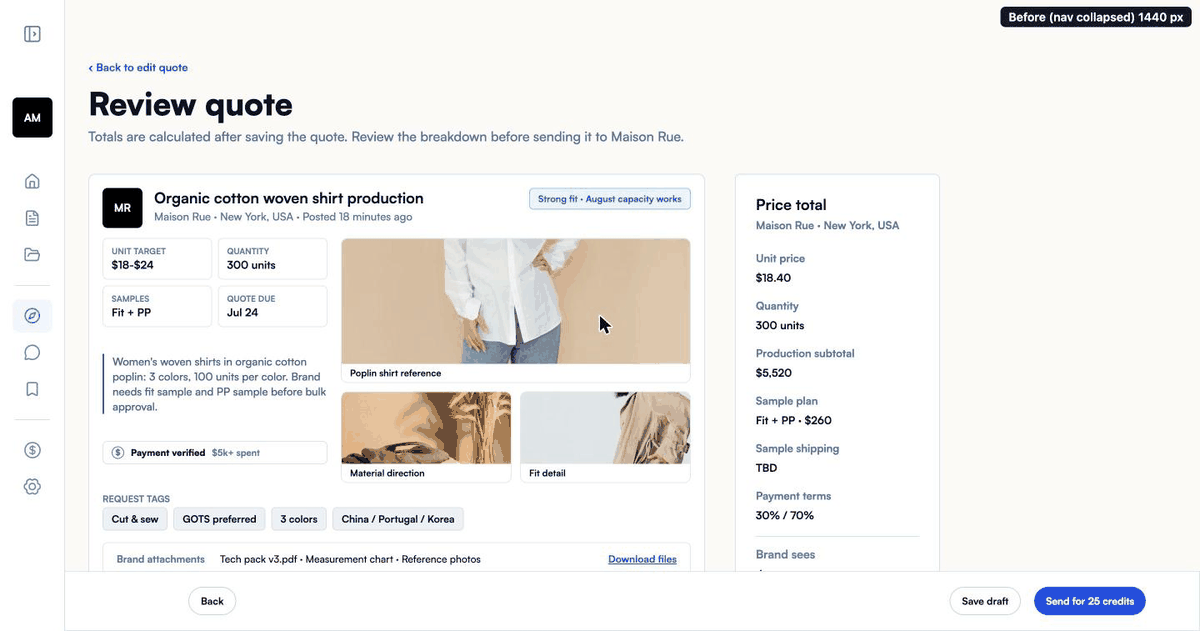 Before (nav collapsed) 1440 px
AM
‹ Back to edit quote
Review quote
Totals are calculated after saving the quote. Review the breakdown before sending it to Maison Rue.
MR
Organic cotton woven shirt production
Maison Rue · New York, USA · Posted 18 minutes ago
Strong fit · August capacity works
UNIT TARGET
$18-$24
QUANTITY
300 units
SAMPLES
Fit + PP
QUOTE DUE
Jul 24
Women's woven shirts in organic cotton
poplin: 3 colors, 100 units per color. Brand
needs fit sample and PP sample before bulk
approval.
$ Payment verified $5k+ spent
Poplin shirt reference
Material direction
Fit detail
REQUEST TAGS
Cut & sew
GOTS preferred
3 colors
China / Portugal / Korea
Brand attachments Tech pack v3.pdf · Measurement chart · Reference photos Download files
Price total
Maison Rue · New York, USA
Unit price
$18.40
Quantity
300 units
Production subtotal
$5,520
Sample plan
Fit + PP · $260
Sample shipping
TBD
Payment terms
30% / 70%
Brand sees
Back
Save draft
Send for 25 credits